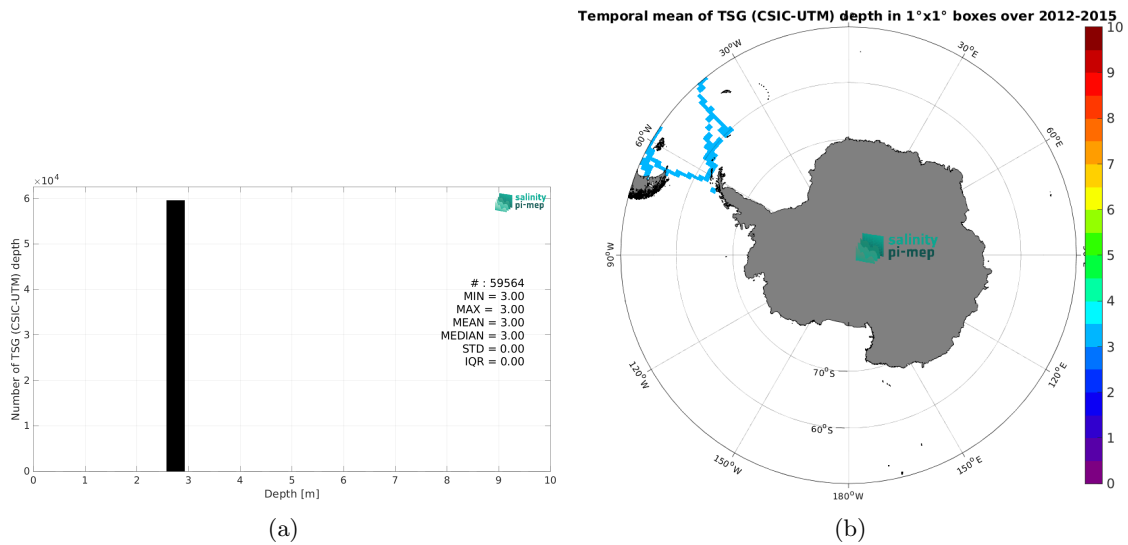 Temporal mean of TSG (CSIC-UTM) depth in 1°x1° boxes over 2012-2015
×10⁴
6
5
4
3
2
1
0
Number of TSG (CSIC-UTM) depth
salinity
pi-mep
# : 59564
MIN = 3.00
MAX = 3.00
MEAN = 3.00
MEDIAN = 3.00
STD = 0.00
IQR = 0.00
0 1 2 3 4 5 6 7 8 9 10
Depth [m]
(a)
30°W
30°E
60°W
60°E
90°W
120°W
120°E
150°W
150°E
180°W
70°S
60°S
salinity
pi-mep
10
9
8
7
6
5
4
3
2
1
0
(b)